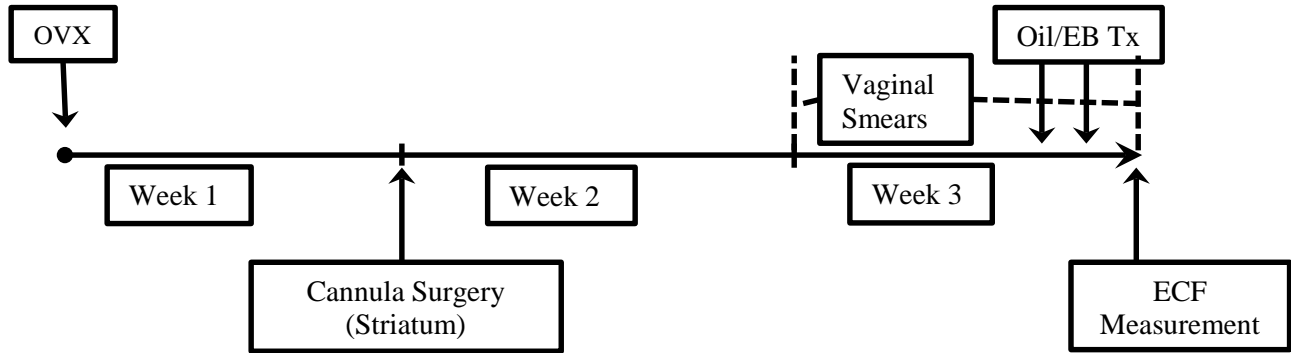 OVX
Oil/EB Tx
Vaginal
Smears
Week 1
Week 2
Week 3
Cannula Surgery
(Striatum)
ECF
Measurement